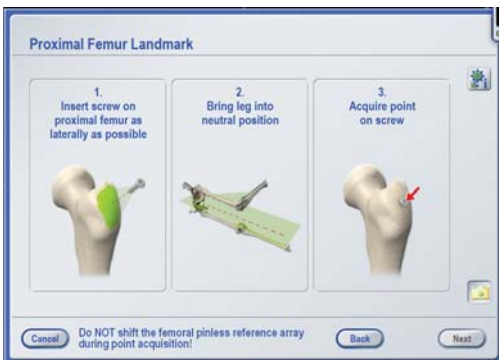 Proximal Femur Landmark
1.
Insert screw on
proximal femur as
laterally as possible
2.
Bring leg into
neutral position
3.
Acquire point
on screw
Cancel
Do NOT shift the femoral pinless reference array
during point acquisition!
Back
Next